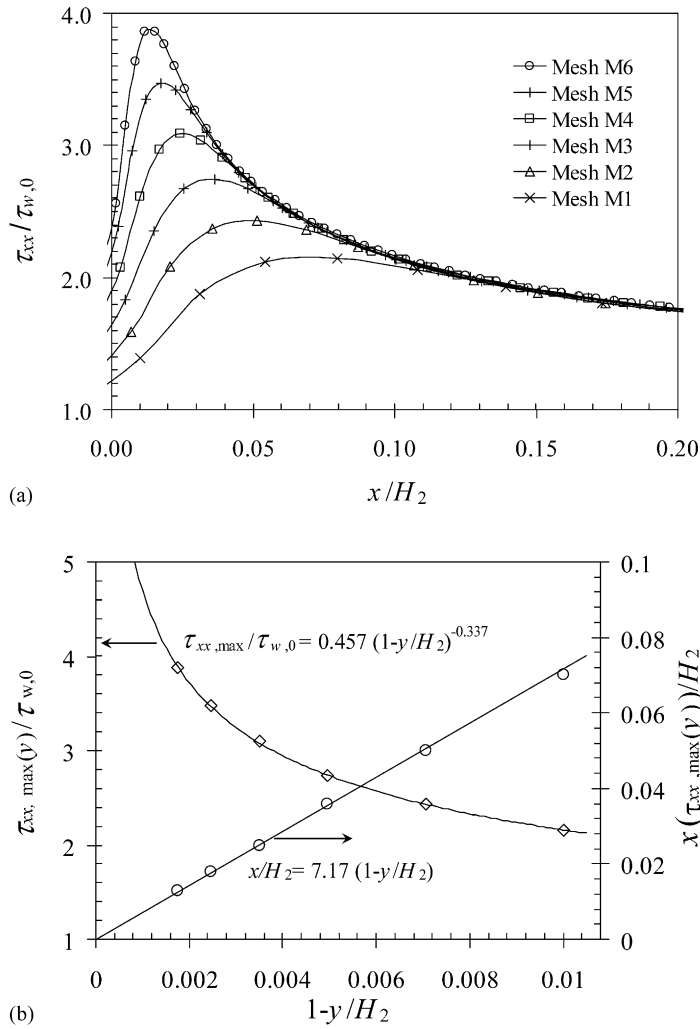 4.0
3.0
2.0
1.0
τxx/τw,0
Mesh M6
Mesh M5
Mesh M4
Mesh M3
Mesh M2
Mesh M1
0.00 0.05 0.10 0.15 0.20
x/H2
(a)
5
4
3
2
1
τxx, max(y)/τw,0
τxx,max/τw,0 = 0.457 (1-y/H2)^-0.337
x/H2 = 7.17 (1-y/H2)
0.1
0.08
0.06
0.04
0.02
0
x(τxx,max(y))/H2
0 0.002 0.004 0.006 0.008 0.01
1-y/H2
(b)